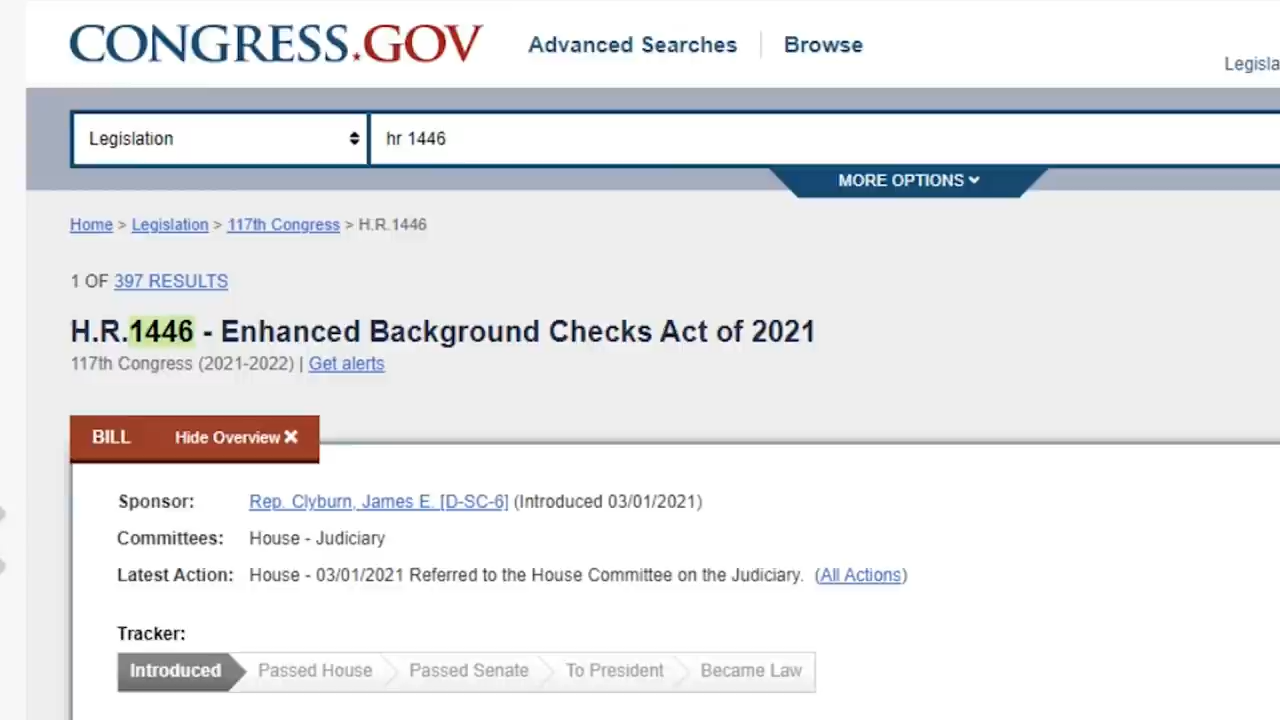 CONGRESS.GOV Advanced Searches Browse
Legisla
Legislation hr 1446
MORE OPTIONS
Home > Legislation > 117th Congress > H.R.1446
1 OF 397 RESULTS
H.R.1446 - Enhanced Background Checks Act of 2021
117th Congress (2021-2022) | Get alerts
BILL Hide Overview ✖
Sponsor: Rep. Clyburn, James E. [D-SC-6] (Introduced 03/01/2021)
Committees: House - Judiciary
Latest Action: House - 03/01/2021 Referred to the House Committee on the Judiciary. (All Actions)
Tracker:
Introduced Passed House Passed Senate To President Became Law